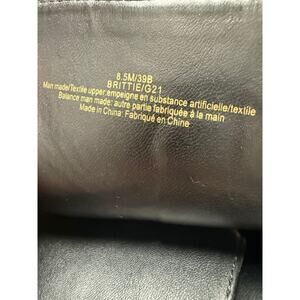 8.5M/39B
BRITTIE/G21
Man made/Textile upper:empeigne en substance artificielle/textile
Balance man made: autre partie fabriquée à la main
Made in China: Fabriqué en Chine